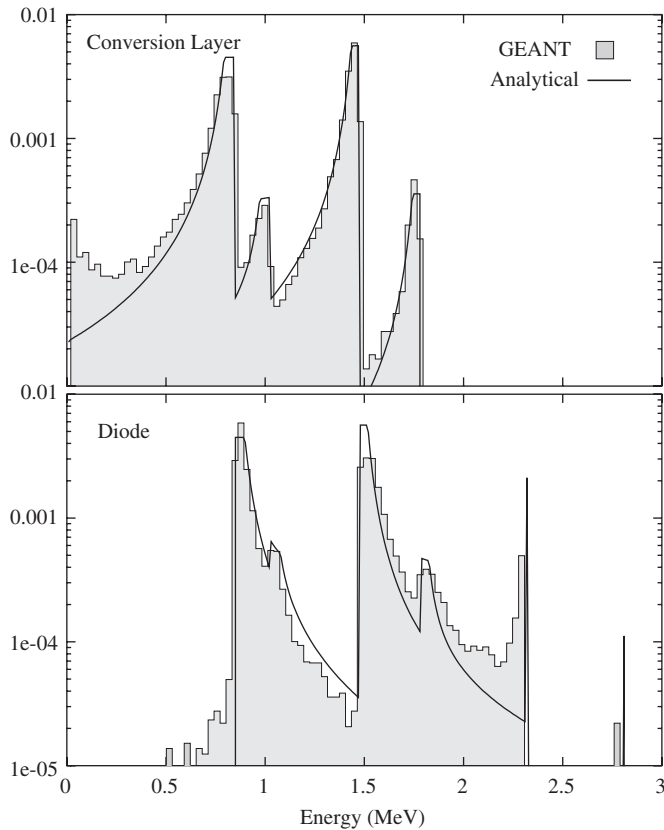 0.01
Conversion Layer
GEANT
Analytical
0.001
1e-04
0.01
Diode
0.001
1e-04
1e-05
0 0.5 1 1.5 2 2.5 3
Energy (MeV)